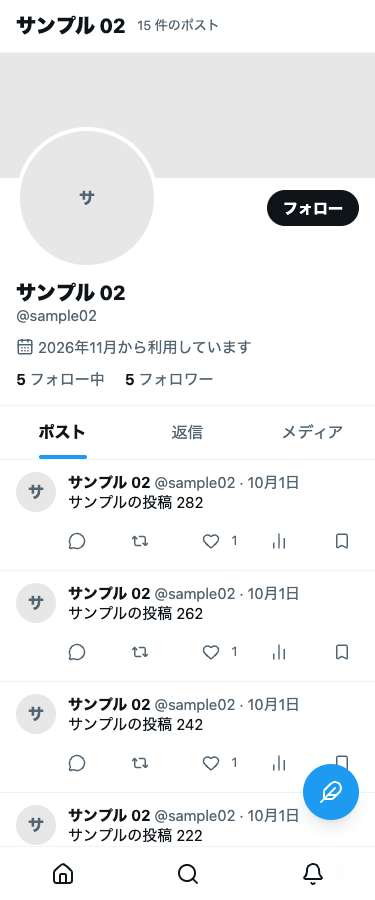 サンプル 02 15 件のポスト
サ
フォロー
サンプル 02
@sample02
2026年11月から利用しています
5 フォロー中 5 フォロワー
ポスト 返信 メディア
サ
サンプル 02 @sample02 · 10月1日
サンプルの投稿 282
1
サ
サンプル 02 @sample02 · 10月1日
サンプルの投稿 262
1
サ
サンプル 02 @sample02 · 10月1日
サンプルの投稿 242
1
サ
サンプル 02 @sample02 · 10月1日
サンプルの投稿 222